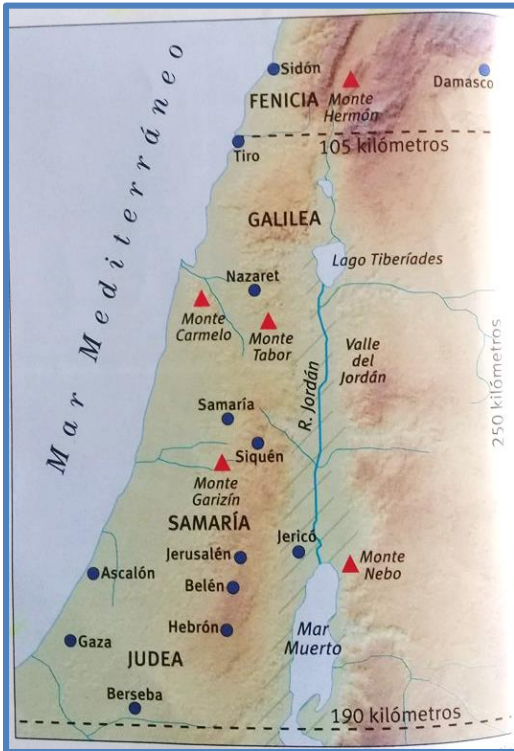 Mar Mediterráneo
Sidón
Damasco
FENICIA
Monte
Hermón
105 kilómetros
Tiro
GALILEA
Lago Tiberíades
Nazaret
Monte
Carmelo
Monte
Tabor
Valle
del
Jordán
R. Jordán
250 kilómetros
Samaría
Siquén
Monte
Garizín
SAMARÍA
Jerusalén
Jericó
Monte
Nebo
Ascalón
Belén
Hebrón
Mar
Muerto
Gaza
JUDEA
Berseba
190 kilómetros